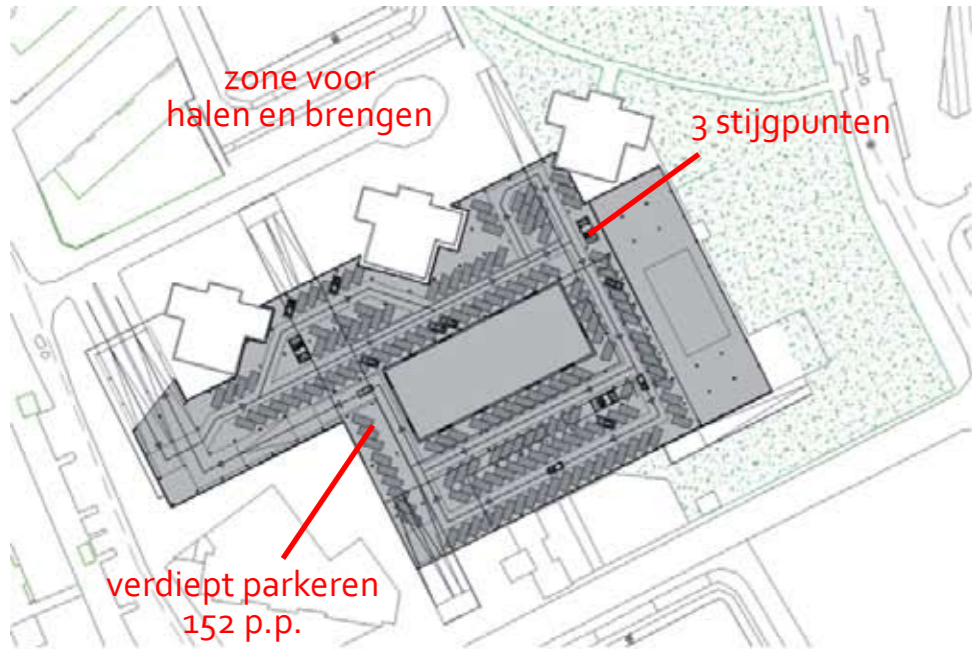 zone voor
halen en brengen
3 stijgpunten
verdiept parkeren
152 p.p.